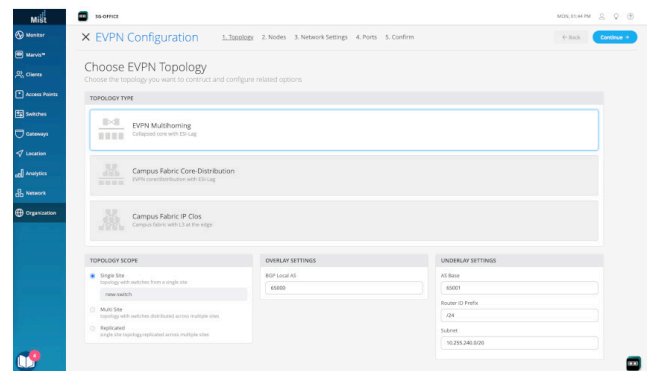 Mist
SG-OFFICE
MON, 01:44 PM
Monitor
Marvis™
Clients
Access Points
Switches
Gateways
Location
Analytics
Network
Organization
EVPN Configuration
1. Topology 2. Nodes 3. Network Settings 4. Ports 5. Confirm
Back
Continue
Choose EVPN Topology
Choose the topology you want to contruct and configure related options
TOPOLOGY TYPE
EVPN Multihoming
Collapsed core with ESI-Lag
Campus Fabric Core-Distribution
EVPN core/distribution with ESI-Lag
Campus Fabric IP Clos
Campus fabric with L3 at the edge
TOPOLOGY SCOPE
Single Site
topology with switches from a single site
new-switch
Multi Site
topology with switches distributed across multiple sites
Replicated
single site topology replicated across multiple sites
OVERLAY SETTINGS
BGP Local AS
65000
UNDERLAY SETTINGS
AS Base
65001
Router ID Prefix
/24
Subnet
10.255.240.0/20